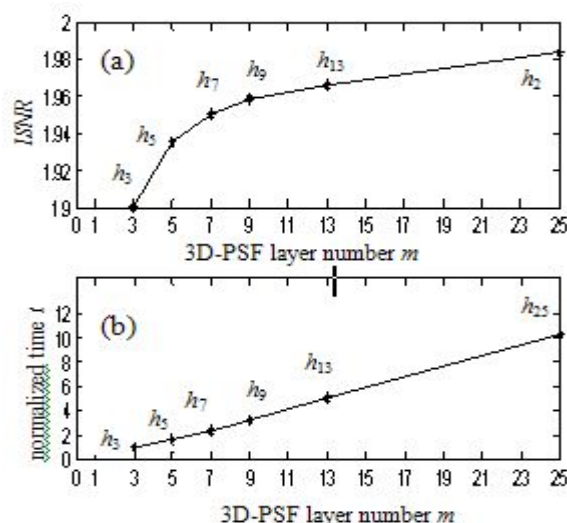 2
1.98
1.96
1.94
1.92
1.9
ISNR
(a)
h3
h5
h7
h9
h13
h2
0 1 3 5 7 9 11 13 15 17 19 21 23 25
3D-PSF layer number m
12
10
8
6
4
2
0
normalized time t
(b)
h3
h5
h7
h9
h13
h25
0 1 3 5 7 9 11 13 15 17 19 21 23 25
3D-PSF layer number m